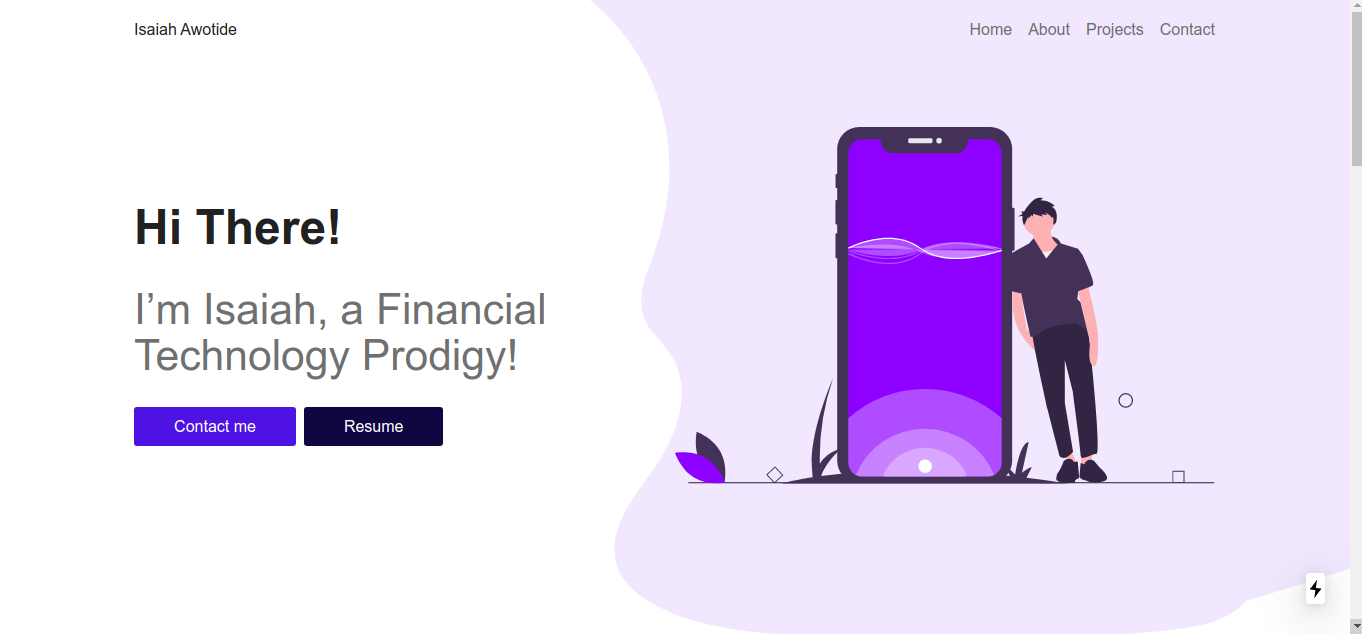 Isaiah Awotide
Home About Projects Contact
Hi There!
I’m Isaiah, a Financial
Technology Prodigy!
Contact me Resume